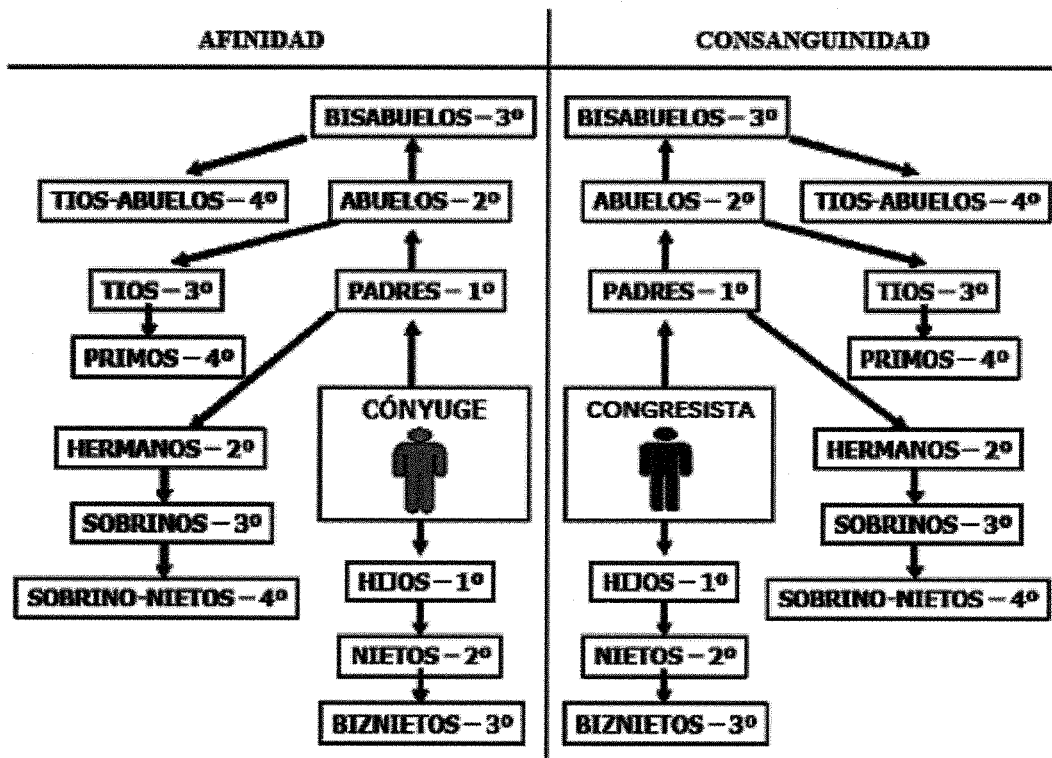 AFINIDAD
CONSANGUINIDAD
BISABUELOS – 3º
BISABUELOS – 3º
TIOS-ABUELOS – 4º
ABUELOS – 2º
ABUELOS – 2º
TIOS-ABUELOS – 4º
TIOS – 3º
PADRES – 1º
PADRES – 1º
TIOS – 3º
PRIMOS – 4º
PRIMOS – 4º
CÓNYUGE
CONGRESISTA
HERMANOS – 2º
HERMANOS – 2º
SOBRINOS – 3º
SOBRINOS – 3º
HIJOS – 1º
HIJOS – 1º
SOBRINO-NIETOS – 4º
SOBRINO-NIETOS – 4º
NIETOS – 2º
NIETOS – 2º
BIZNIETOS – 3º
BIZNIETOS – 3º